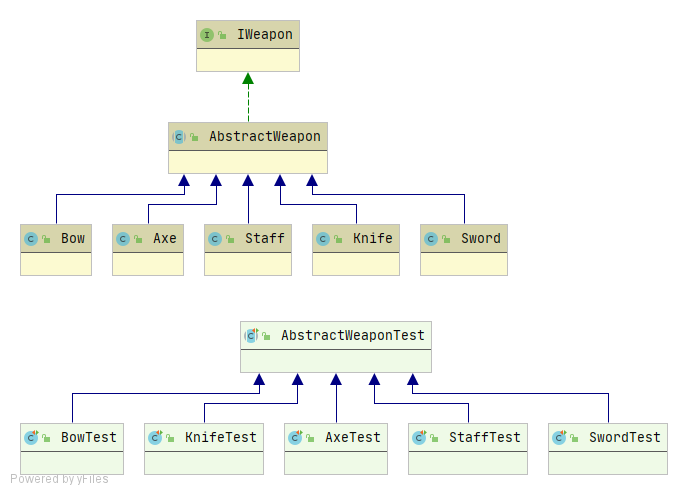 IWeapon
AbstractWeapon
Bow
Axe
Staff
Knife
Sword
AbstractWeaponTest
BowTest
KnifeTest
AxeTest
StaffTest
SwordTest
Powered by yFiles